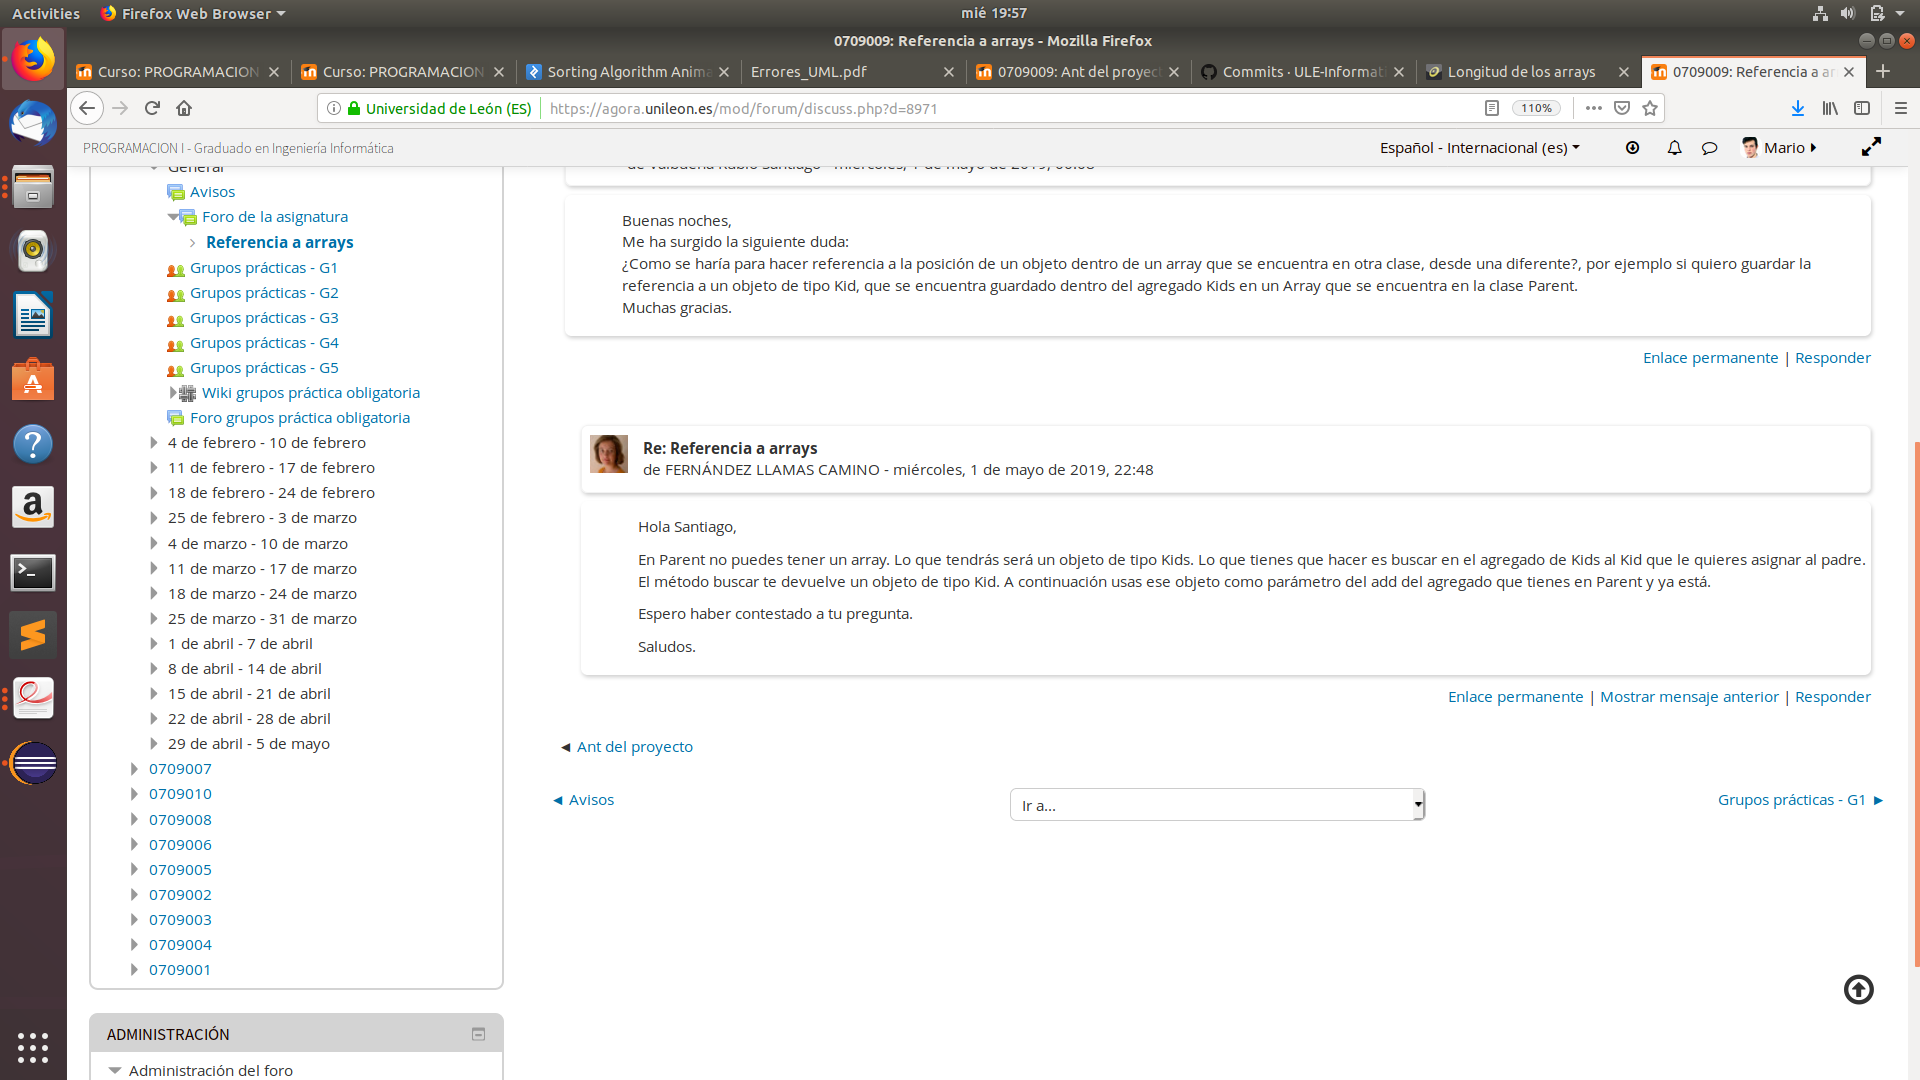 Activities
Firefox Web Browser
mié 19:57
0709009: Referencia a arrays - Mozilla Firefox
Curso: PROGRAMACION
Curso: PROGRAMACION
Sorting Algorithm Anima
Errores_UML.pdf
0709009: Ant del proyect
Commits · ULE-Informat
Longitud de los arrays
0709009: Referencia a ar
Universidad de León (ES)
https://agora.unileon.es/mod/forum/discuss.php?d=8971
110%
PROGRAMACION I - Graduado en Ingeniería Informática
Español - Internacional (es)
Mario
General
Avisos
Foro de la asignatura
Referencia a arrays
Grupos prácticas - G1
Grupos prácticas - G2
Grupos prácticas - G3
Grupos prácticas - G4
Grupos prácticas - G5
Wiki grupos práctica obligatoria
Foro grupos práctica obligatoria
4 de febrero - 10 de febrero
11 de febrero - 17 de febrero
18 de febrero - 24 de febrero
25 de febrero - 3 de marzo
4 de marzo - 10 de marzo
11 de marzo - 17 de marzo
18 de marzo - 24 de marzo
25 de marzo - 31 de marzo
1 de abril - 7 de abril
8 de abril - 14 de abril
15 de abril - 21 de abril
22 de abril - 28 de abril
29 de abril - 5 de mayo
0709007
0709010
0709008
0709006
0709005
0709002
0709003
0709004
0709001
ADMINISTRACIÓN
Administración del foro
de Valbuena Rubio Santiago - miércoles, 1 de mayo de 2019, 00:08
Buenas noches,
Me ha surgido la siguiente duda:
¿Como se haría para hacer referencia a la posición de un objeto dentro de un array que se encuentra en otra clase, desde una diferente?, por ejemplo si quiero guardar la
referencia a un objeto de tipo Kid, que se encuentra guardado dentro del agregado Kids en un Array que se encuentra en la clase Parent.
Muchas gracias.
Enlace permanente | Responder
Re: Referencia a arrays
de FERNÁNDEZ LLAMAS CAMINO - miércoles, 1 de mayo de 2019, 22:48
Hola Santiago,
En Parent no puedes tener un array. Lo que tendrás será un objeto de tipo Kids. Lo que tienes que hacer es buscar en el agregado de Kids al Kid que le quieres asignar al padre.
El método buscar te devuelve un objeto de tipo Kid. A continuación usas ese objeto como parámetro del add del agregado que tienes en Parent y ya está.
Espero haber contestado a tu pregunta.
Saludos.
Enlace permanente | Mostrar mensaje anterior | Responder
◄ Ant del proyecto
◄ Avisos
Ir a...
Grupos prácticas - G1 ►